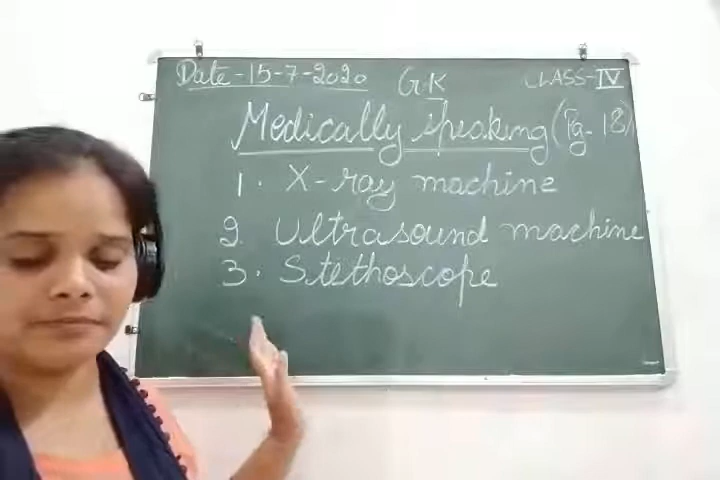 Date-15-7-2020 G.K CLASS-IV
Medically speaking (Pg-18)
1. X-ray machine
2. Ultrasound machine
3. Stethoscope